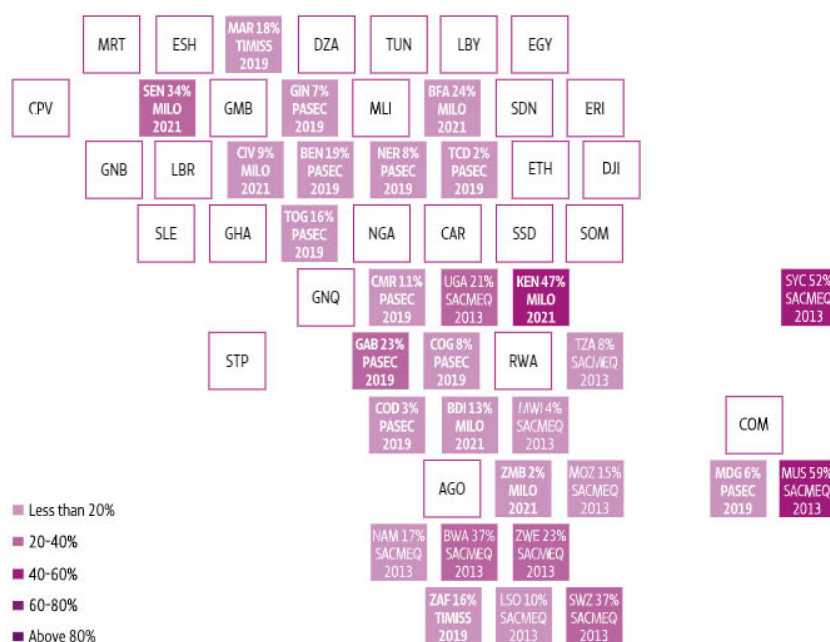 MRT
ESH
MAR 18%
TIMISS
2019
DZA
TUN
LBY
EGY
CPV
SEN 34%
MILO
2021
GMB
GIN 7%
PASEC
2019
MLI
BFA 24%
MILO
2021
SDN
ERI
GNB
LBR
CIV 9%
MILO
2021
BEN 19%
PASEC
2019
NER 8%
PASEC
2019
TCD 2%
PASEC
2019
ETH
DJI
SLE
GHA
TOG 16%
PASEC
2019
NGA
CAR
SSD
SOM
GNQ
CMR 11%
PASEC
2019
UGA 21%
SACMEQ
2013
KEN 47%
MILO
2021
SYC 52%
SACMEQ
2013
STP
GAB 23%
PASEC
2019
COG 8%
PASEC
2019
RWA
TZA 8%
SACMEQ
2013
COD 3%
PASEC
2019
BDI 13%
MILO
2021
MWI 4%
SACMEQ
2013
COM
AGO
ZMB 2%
MILO
2021
MOZ 15%
SACMEQ
2013
MDG 6%
PASEC
2019
MUS 59%
SACMEQ
2013
NAM 17%
SACMEQ
2013
BWA 37%
SACMEQ
2013
ZWE 23%
SACMEQ
2013
ZAF 16%
TIMISS
2019
LSO 10%
SACMEQ
2013
SWZ 37%
SACMEQ
2013
Less than 20%
20-40%
40-60%
60-80%
Above 80%